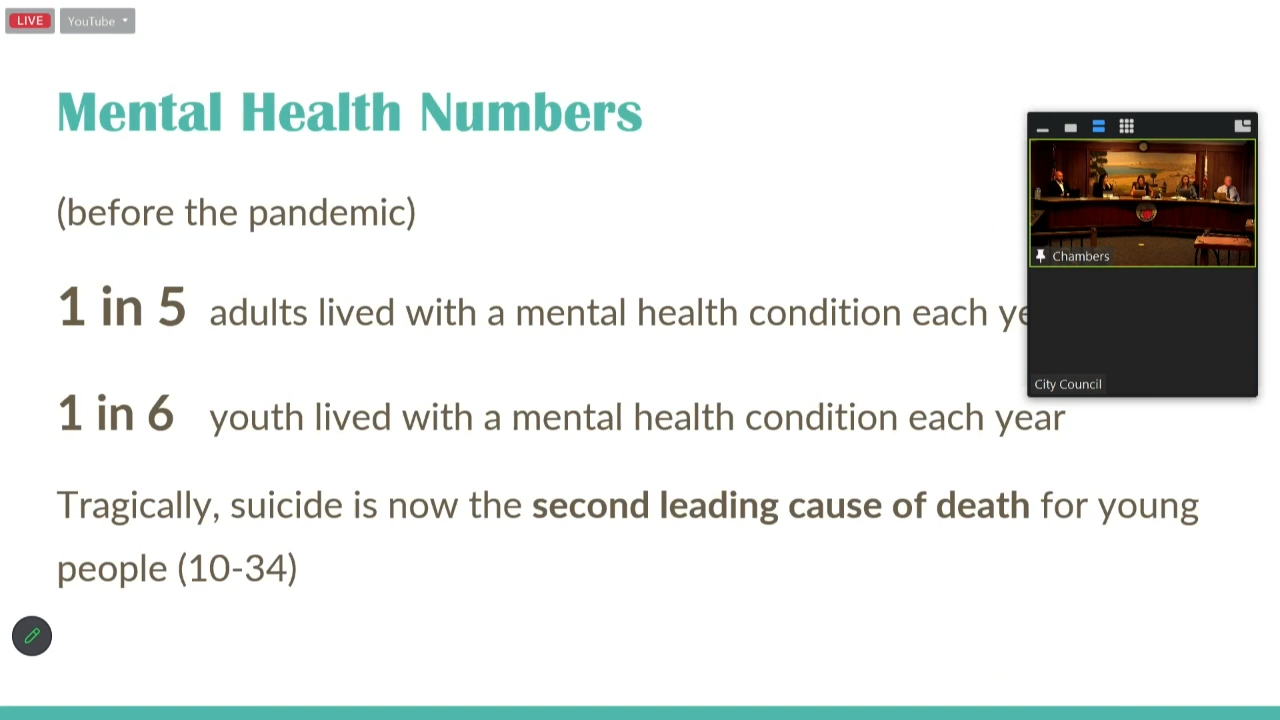 LIVE
YouTube
Mental Health Numbers
(before the pandemic)
1 in 5 adults lived with a mental health condition each
Chambers
City Council
1 in 6 youth lived with a mental health condition each year
Tragically, suicide is now the second leading cause of death for young
people (10-34)